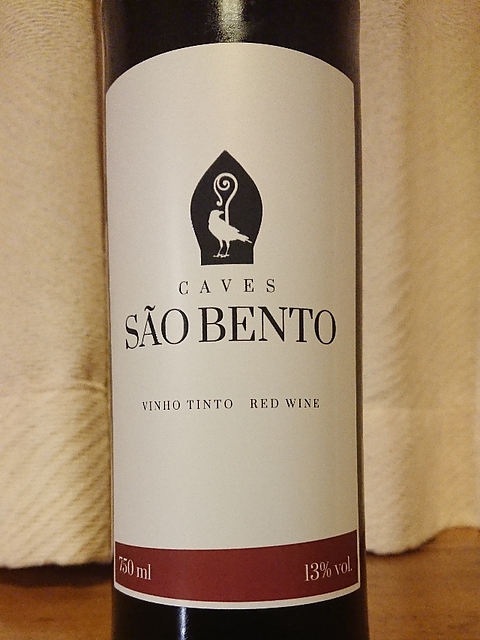 CAVES
SÃO BENTO
VINHO TINTO RED WINE
750 ml 13% vol.